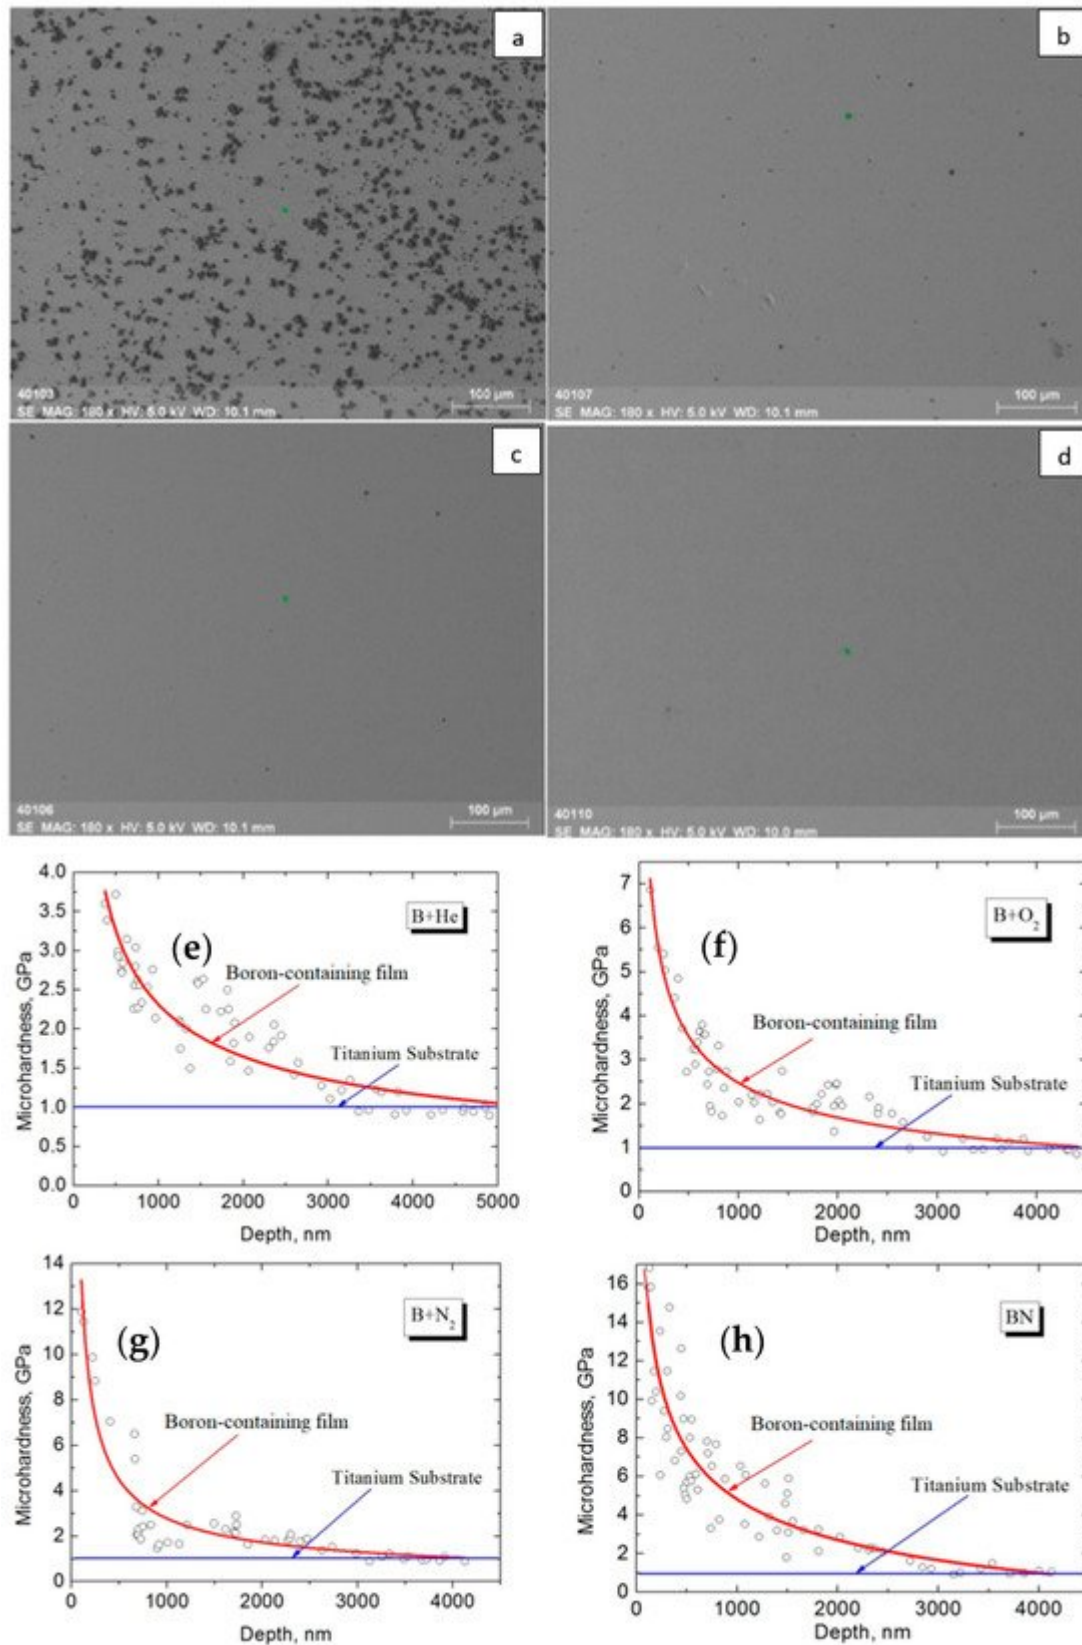 a
b
40103
100 µm
SE MAG: 180 x HV: 5.0 kV WD: 10.1 mm
40107
100 µm
SE MAG: 180 x HV: 5.0 kV WD: 10.1 mm
c
d
40106
100 µm
SE MAG: 180 x HV: 5.0 kV WD: 10.1 mm
40110
100 µm
SE MAG: 180 x HV: 5.0 kV WD: 10.0 mm
4.0
3.5
3.0
2.5
2.0
1.5
1.0
0.5
0.0
Microhardness, GPa
(e)
B+He
Boron-containing film
Titanium Substrate
0 1000 2000 3000 4000 5000
Depth, nm
7
6
5
4
3
2
1
0
Microhardness, GPa
(f)
B+O₂
Boron-containing film
Titanium Substrate
0 1000 2000 3000 4000
Depth, nm
14
12
10
8
6
4
2
0
Microhardness, GPa
(g)
B+N₂
Boron-containing film
Titanium Substrate
0 1000 2000 3000 4000
Depth, nm
16
14
12
10
8
6
4
2
0
Microhardness, GPa
(h)
BN
Boron-containing film
Titanium Substrate
0 1000 2000 3000 4000
Depth, nm